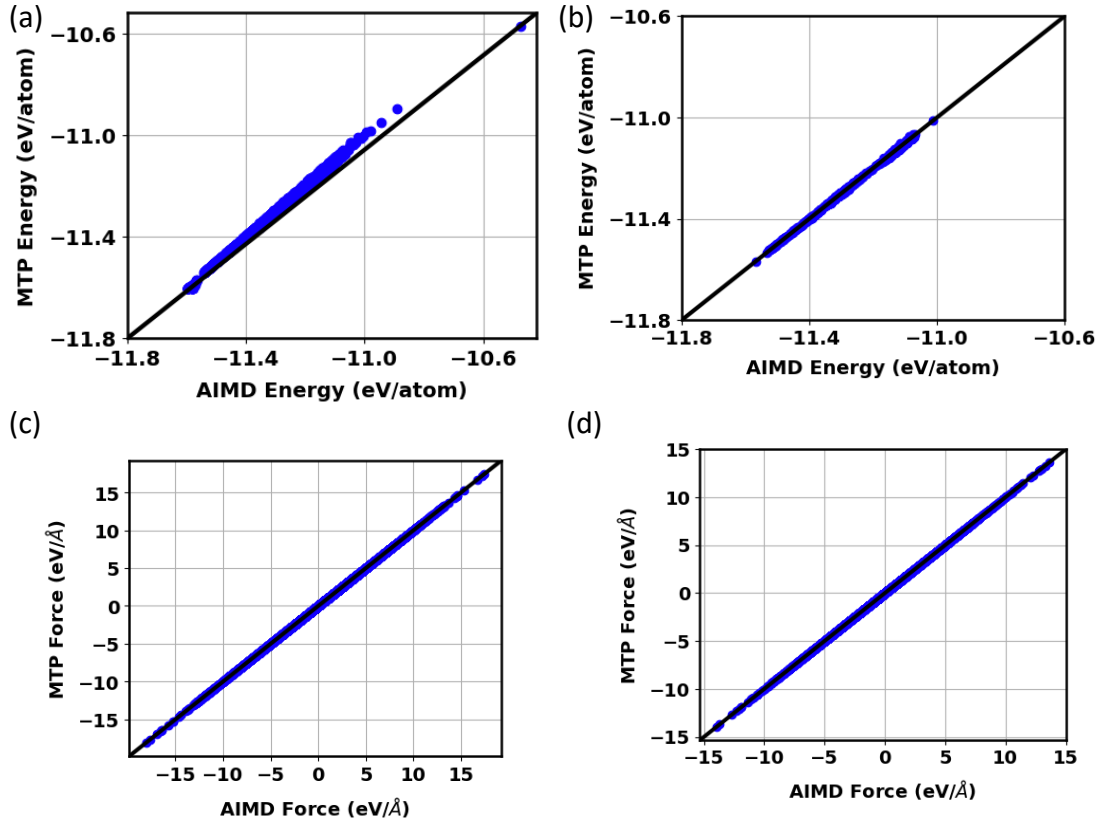 (a)
−10.6
−11.0
−11.4
−11.8
MTP Energy (eV/atom)
−11.8 −11.4 −11.0 −10.6
AIMD Energy (eV/atom)
(b)
−10.6
−11.0
−11.4
−11.8
MTP Energy (eV/atom)
−11.8 −11.4 −11.0 −10.6
AIMD Energy (eV/atom)
(c)
15
10
5
0
−5
−10
−15
MTP Force (eV/Å)
−15 −10 −5 0 5 10 15
AIMD Force (eV/Å)
(d)
15
10
5
0
−5
−10
−15
MTP Force (eV/Å)
−15 −10 −5 0 5 10 15
AIMD Force (eV/Å)